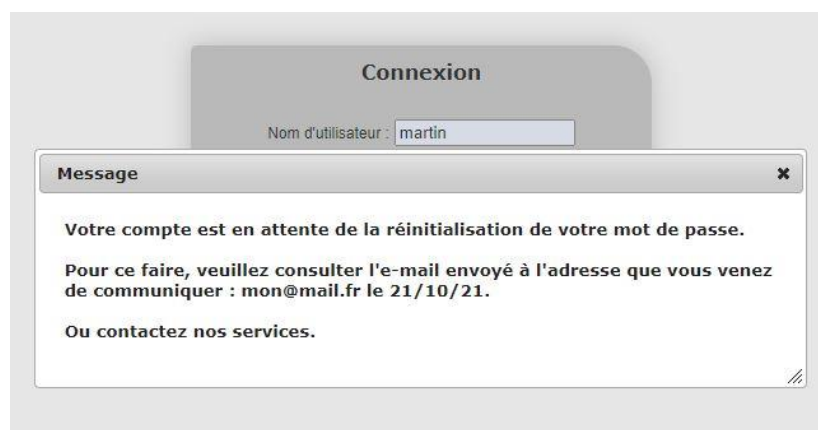 Connexion
Nom d'utilisateur : martin
Message
Votre compte est en attente de la réinitialisation de votre mot de passe.
Pour ce faire, veuillez consulter l'e-mail envoyé à l'adresse que vous venez
de communiquer : mon@mail.fr le 21/10/21.
Ou contactez nos services.